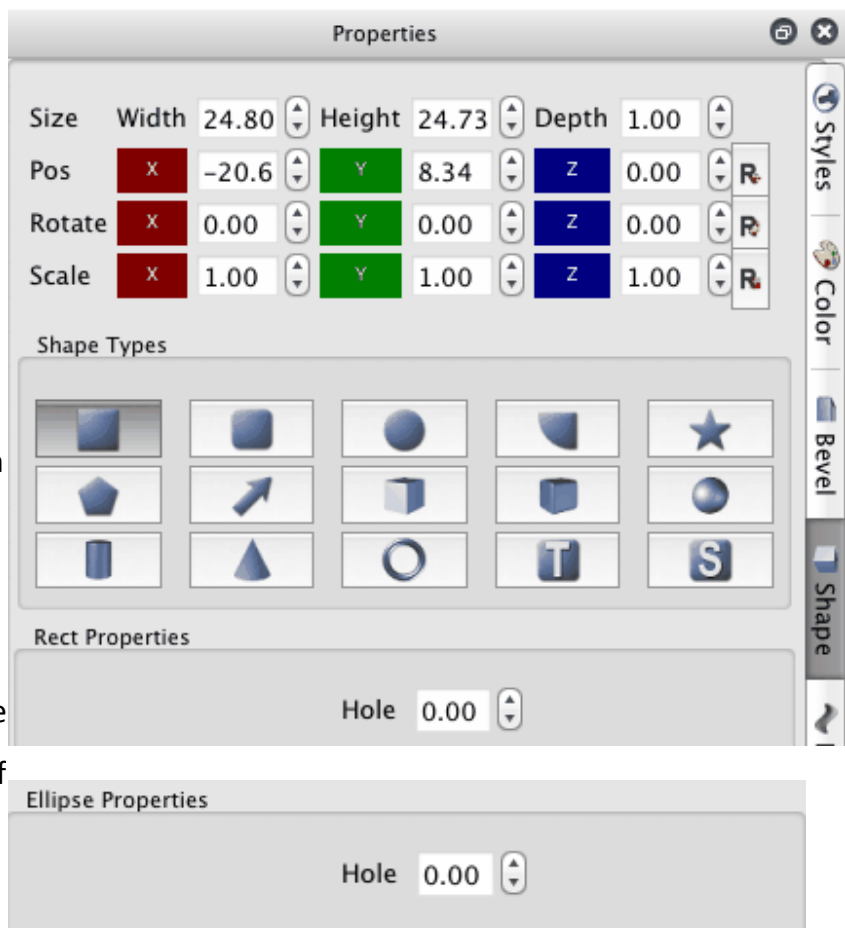 Properties
Size Width 24.80 Height 24.73 Depth 1.00
Pos X -20.6 Y 8.34 Z 0.00 R
Rotate X 0.00 Y 0.00 Z 0.00 R
Scale X 1.00 Y 1.00 Z 1.00 R
Shape Types
T S
Rect Properties
Hole 0.00
Styles
Color
Bevel
Shape
e
f
Ellipse Properties
Hole 0.00